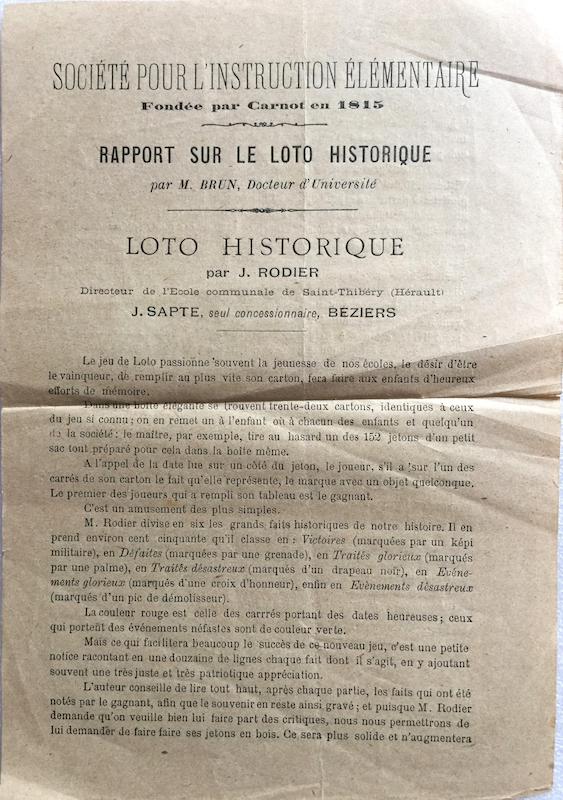 SOCIÉTÉ POUR L'INSTRUCTION ÉLÉMENTAIRE
Fondée par Carnot en 1815
RAPPORT SUR LE LOTO HISTORIQUE
par M. BRUN, Docteur d'Université
LOTO HISTORIQUE
par J. RODIER
Directeur de l'Ecole communale de Saint-Thibéry (Hérault)
J. SAPTE, seul concessionnaire, BEZIERS
Le jeu de Loto passionne souvent la jeunesse de nos écoles, le désir d'être
le vainqueur, de remplir au plus vite son carton, fera faire aux enfants d'heureux
efforts de mémoire.
Dans une boîte élégante se trouvent trente-deux cartons, identiques à ceux
du jeu si connu; on en remet un à l'enfant où à chacun des enfants et quelqu'un
de la société: le maître, par exemple, tire au hasard un des 152 jetons d'un petit
sac tout préparé pour cela dans la boîte même.
A l'appel de la date lue sur un côté du jeton, le joueur, s'il a sur l'un des
carrés de son carton le fait qu'elle représente, le marque avec un objet quelconque.
Le premier des joueurs qui a rempli son tableau est le gagnant.
C'est un amusement des plus simples.
M. Rodier divise en six les grands faits historiques de notre histoire. Il en
prend environ cent cinquante qu'il classe en : Victoires (marquées par un képi
militaire), en Défaites (marquées par une grenade), en Traités glorieux (marqués
par une palme), en Traités désastreux (marqués d'un drapeau noir), en Evéne-
ments glorieux (marqués d'une croix d'honneur), enfin en Evènements désastreux
(marqués d'un pic de démolisseur).
La couleur rouge est celle des carrrés portant des dates heureuses; ceux
qui portent des événements néfastes sont de couleur verte.
Mais ce qui facilitera beaucoup le succès de ce nouveau jeu, c'est une petite
notice racontant en une douzaine de lignes chaque fait dont il s'agit, en y ajoutant
souvent une très juste et très patriotique appréciation.
L'auteur conseille de lire tout haut, après chaque partie, les faits qui ont été
notés par le gagnant, afin que le souvenir en reste ainsi gravé; et puisque M. Rodier
demande qu'on veuille bien lui faire part des critiques, nous nous permettrons de
lui demander de faire faire ses jetons en bois. Ce sera plus solide et n'augmentera